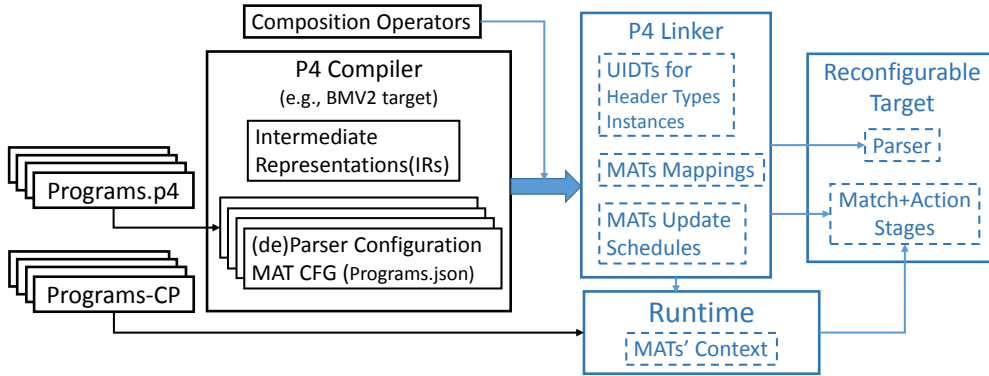 Composition Operators
P4 Compiler
(e.g., BMV2 target)
Intermediate
Representations(IRs)
(de)Parser Configuration
MAT CFG (Programs.json)
Programs.p4
Programs-CP
P4 Linker
UIDTs for
Header Types
Instances
MATs Mappings
MATs Update
Schedules
Reconfigurable
Target
Parser
Match+Action
Stages
Runtime
MATs' Context